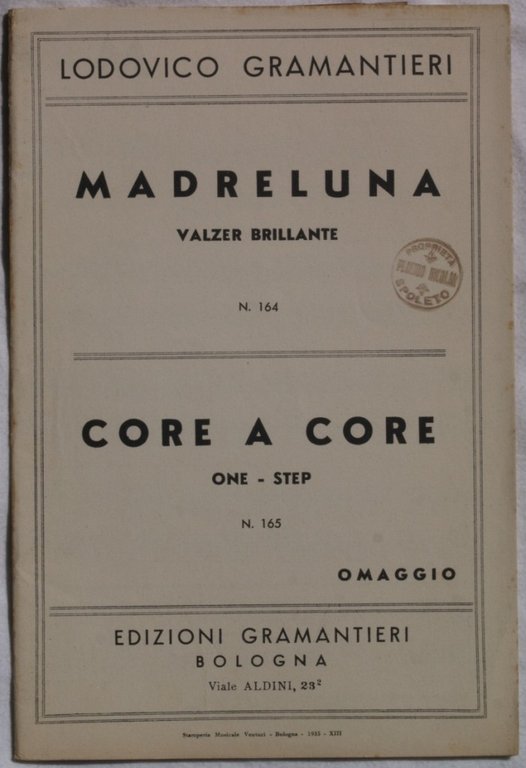 LODOVICO GRAMANTIERI
MADRELUNA
VALZER BRILLANTE
PROPRIETÀ
SPOLETO
N. 164
CORE A CORE
ONE - STEP
N. 165
OMAGGIO
EDIZIONI GRAMANTIERI
BOLOGNA
Viale ALDINI, 23²
Stamperia Musicale Venturi - Bologna - 1935 - XIII